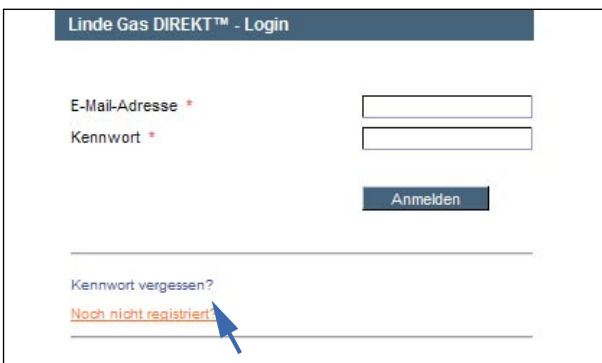 Linde Gas DIREKT™ - Login
E-Mail-Adresse *
Kennwort *
Anmelden
Kennwort vergessen?
Noch nicht registriert?